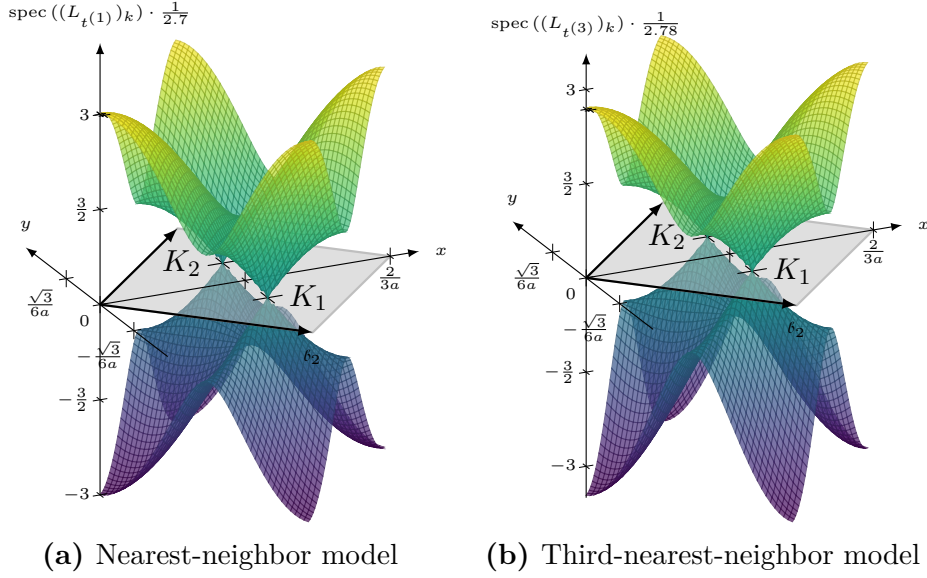 spec ((L_{t^{(1)}})_k) · 1/2.7
3
3/2
y
x
K_2
2/3a
√3/6a
K_1
0
−√3/6a
𝔟_2
−3/2
−3
(a) Nearest-neighbor model
spec ((L_{t^{(3)}})_k) · 1/2.78
3
3/2
y
x
K_2
2/3a
√3/6a
K_1
0
−√3/6a
𝔟_2
−3/2
−3
(b) Third-nearest-neighbor model